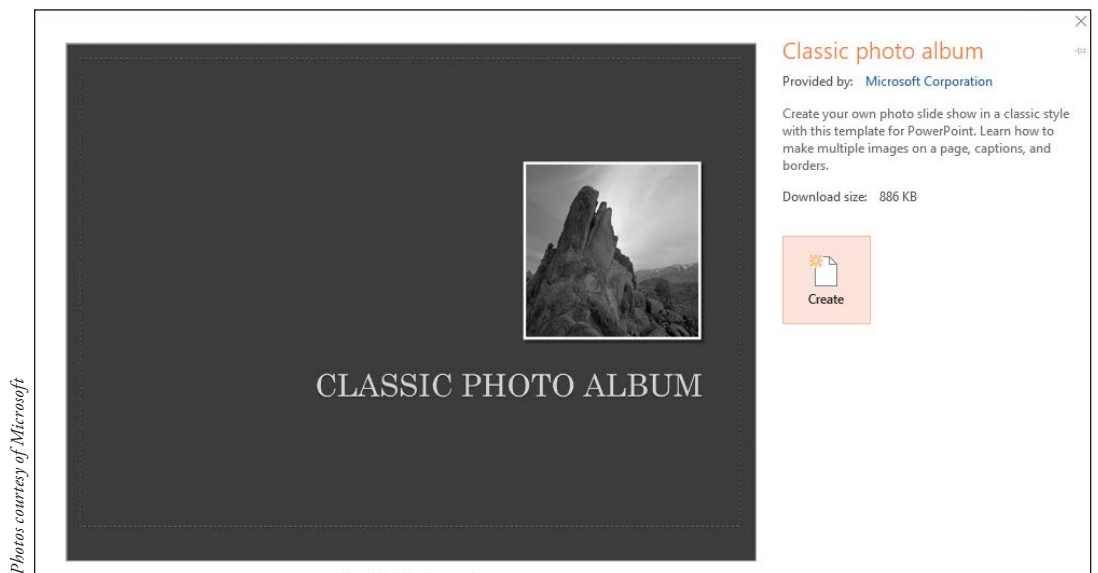 Photos courtesy of Microsoft
CLASSIC PHOTO ALBUM
Classic photo album
Provided by: Microsoft Corporation
Create your own photo slide show in a classic style
with this template for PowerPoint. Learn how to
make multiple images on a page, captions, and
borders.
Download size: 886 KB
Create